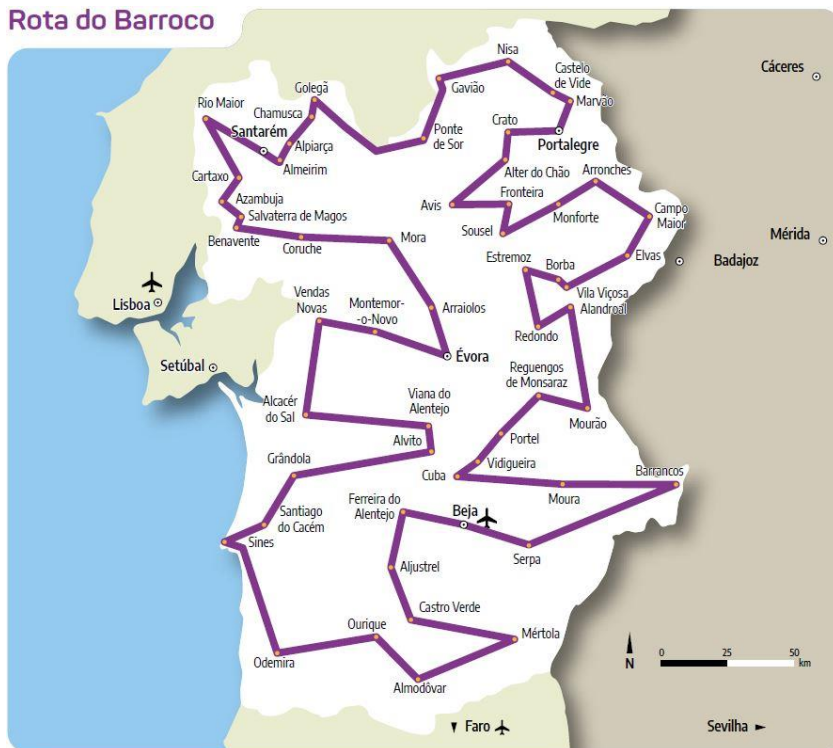 Rota do Barroco
Nisa
Cáceres
Castelo
de Vide
Gavião
Golegã
Marvão
Rio Maior
Chamusca
Crato
Santarém
Ponte
de Sor
Portalegre
Alpiarça
Almeirim
Alter do Chão
Arronches
Cartaxo
Fronteira
Azambuja
Avis
Monforte
Campo
Maior
Salvaterra de Magos
Sousel
Mérida
Benavente
Coruche
Mora
Estremoz
Borba
Elvas
Badajoz
Vendas
Novas
Montemor-
-o-Novo
Arraiolos
Vila Viçosa
Alandroal
Lisboa
Redondo
Évora
Setúbal
Reguengos
de Monsaraz
Viana do
Alentejo
Alcacér
do Sal
Mourão
Portel
Alvito
Grândola
Vidigueira
Cuba
Barrancos
Moura
Ferreira do
Alentejo
Beja
Santiago
do Cacém
Sines
Serpa
Aljustrel
Castro Verde
Ourique
Mértola
Odemira
N
0
25
50
km
Almodôvar
Faro
Sevilha